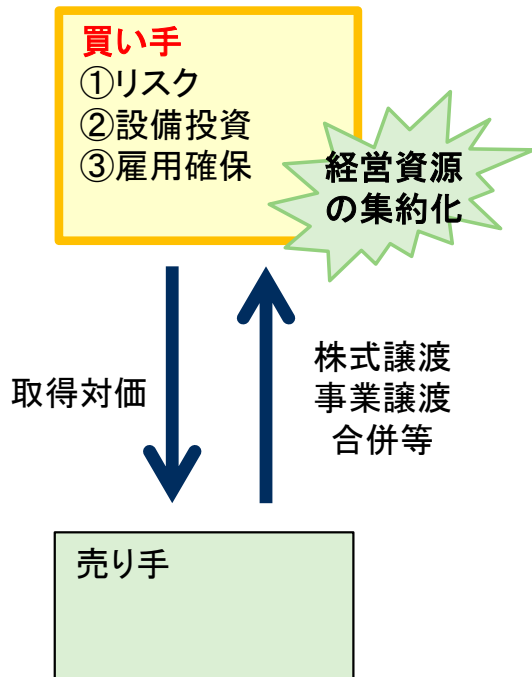 買い手
①リスク
②設備投資
③雇用確保
経営資源
の集約化
取得対価
株式譲渡
事業譲渡
合併等
売り手